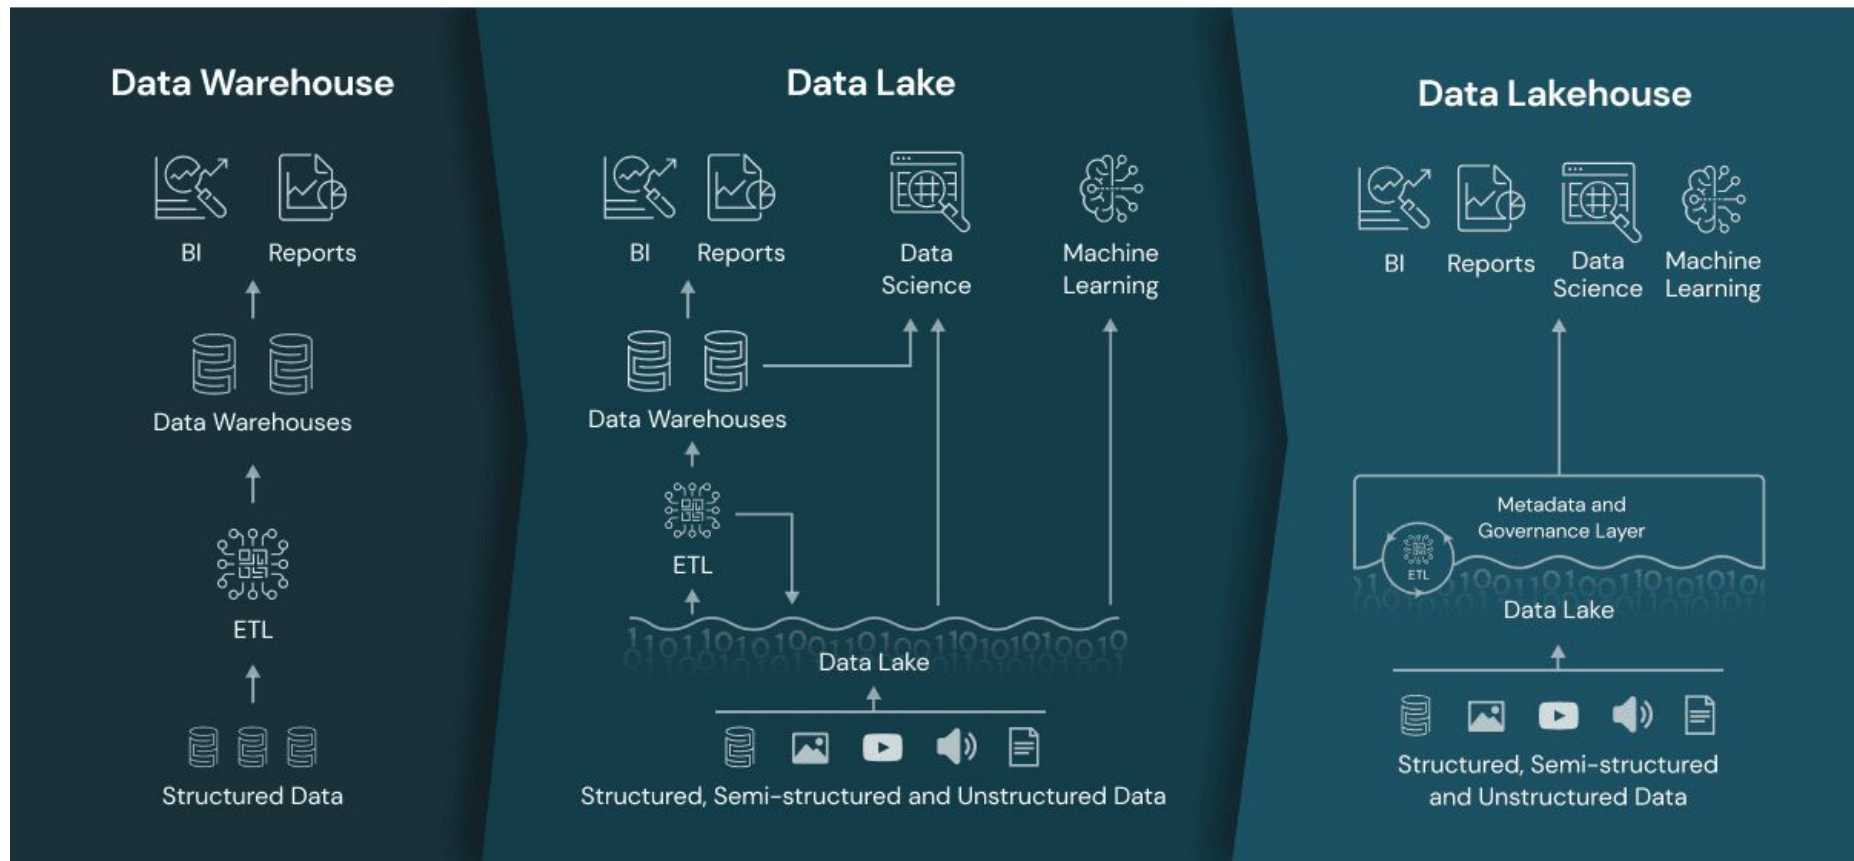 Data Warehouse
BI
Reports
Data Warehouses
ETL
Structured Data
Data Lake
BI
Reports
Data
Science
Machine
Learning
Data Warehouses
ETL
Data Lake
Structured, Semi-structured and Unstructured Data
Data Lakehouse
BI
Reports
Data
Science
Machine
Learning
Metadata and
Governance Layer
ETL
Data Lake
Structured, Semi-structured
and Unstructured Data